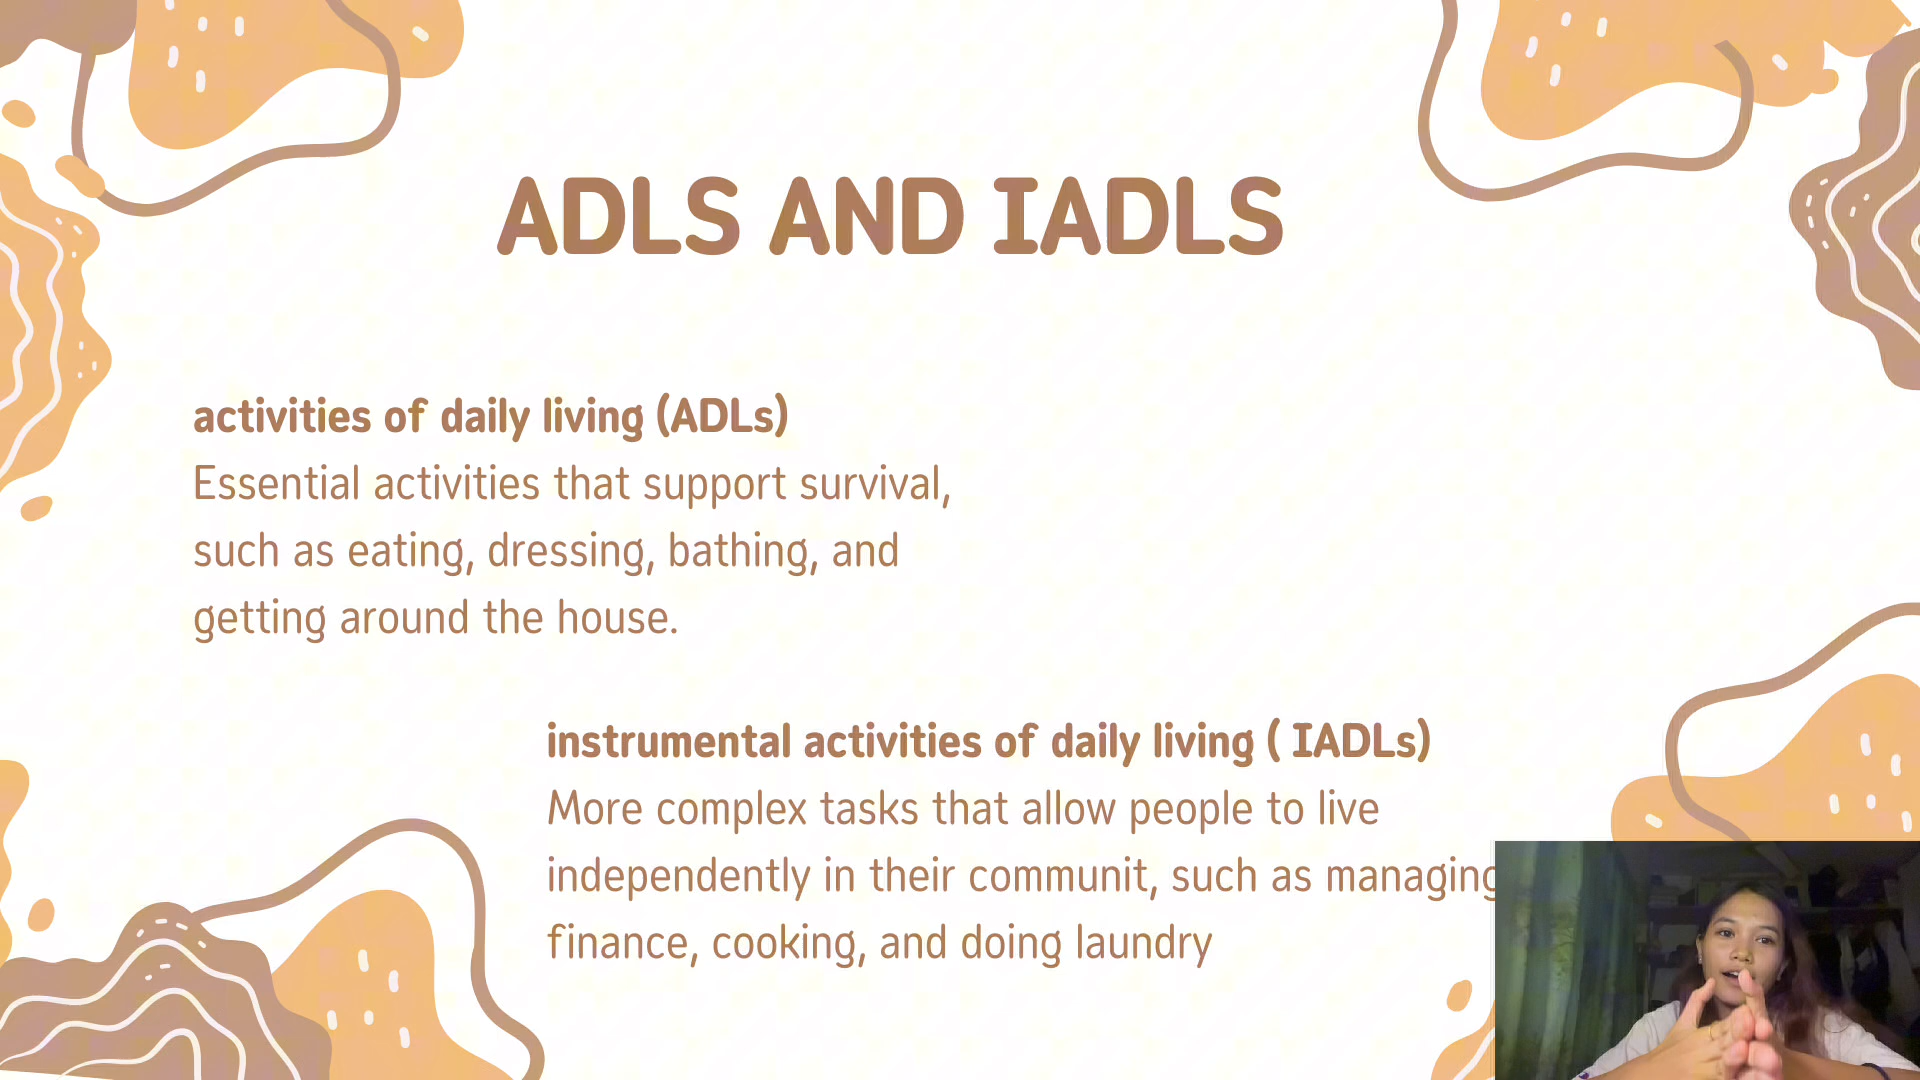 ADLS AND IADLS
activities of daily living (ADLs)
Essential activities that support survival,
such as eating, dressing, bathing, and
getting around the house.
instrumental activities of daily living ( IADLs)
More complex tasks that allow people to live
independently in their communit, such as managing
finance, cooking, and doing laundry